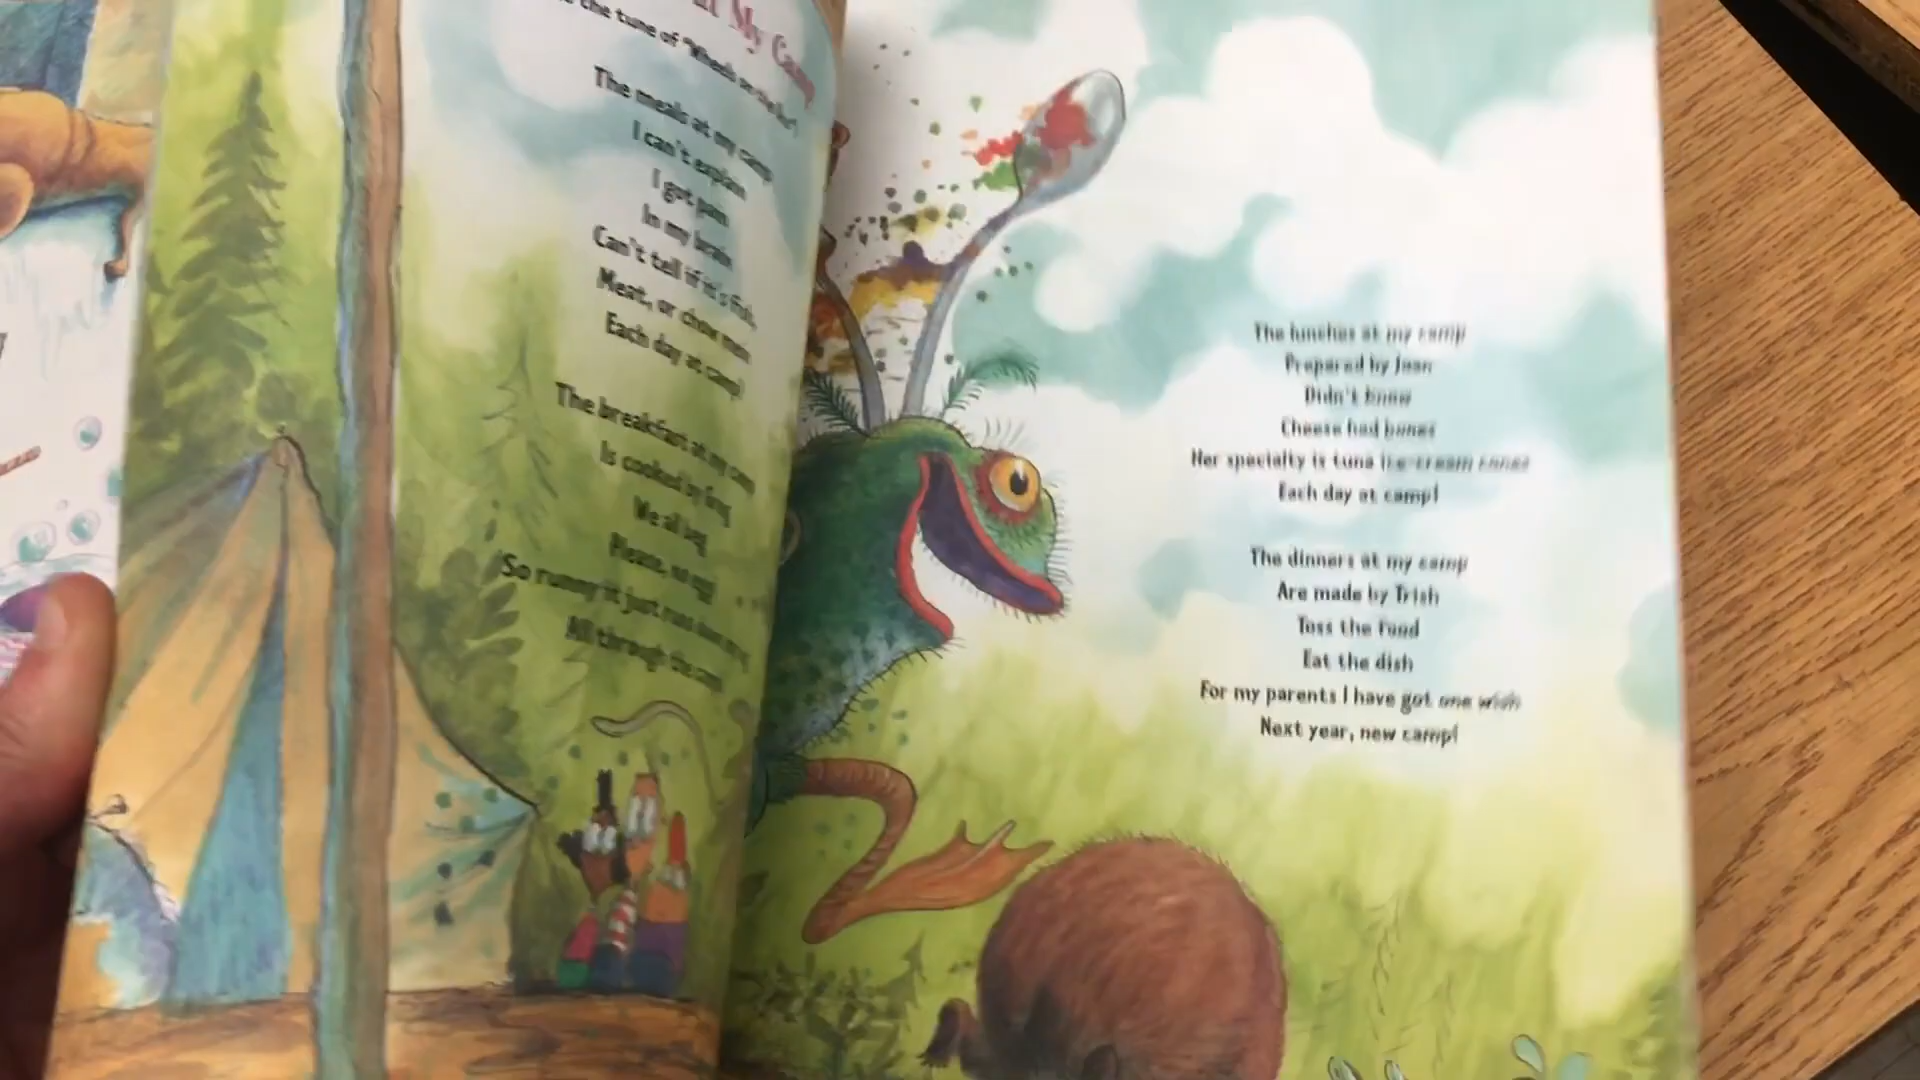 at My Camp
the tune of "Wheels on the Bus")
The meals at my camp
I can't explain
I got pain
In my brain
Can't tell if it's fish,
Meat, or chow mein
Each day at camp!
The breakfast at my camp
Is cooked by Greg
We all beg
Please, no egg
So runny it just runs down my
All through the camp!
The lunches at my camp
Prepared by Joan
Didn't know
Cheese had bones
Her specialty is tuna ice-cream cones
Each day at camp!
The dinners at my camp
Are made by Trish
Toss the food
Eat the dish
For my parents I have got one wish
Next year, new camp!